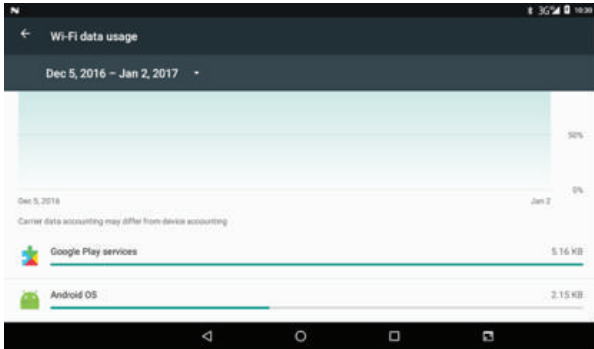 3G 10:39
Wi-Fi data usage
Dec 5, 2016 – Jan 2, 2017
50%
0%
Dec 5, 2016 Jan 2
Carrier data accounting may differ from device accounting
Google Play services 5.16 KB
Android OS 2.15 KB